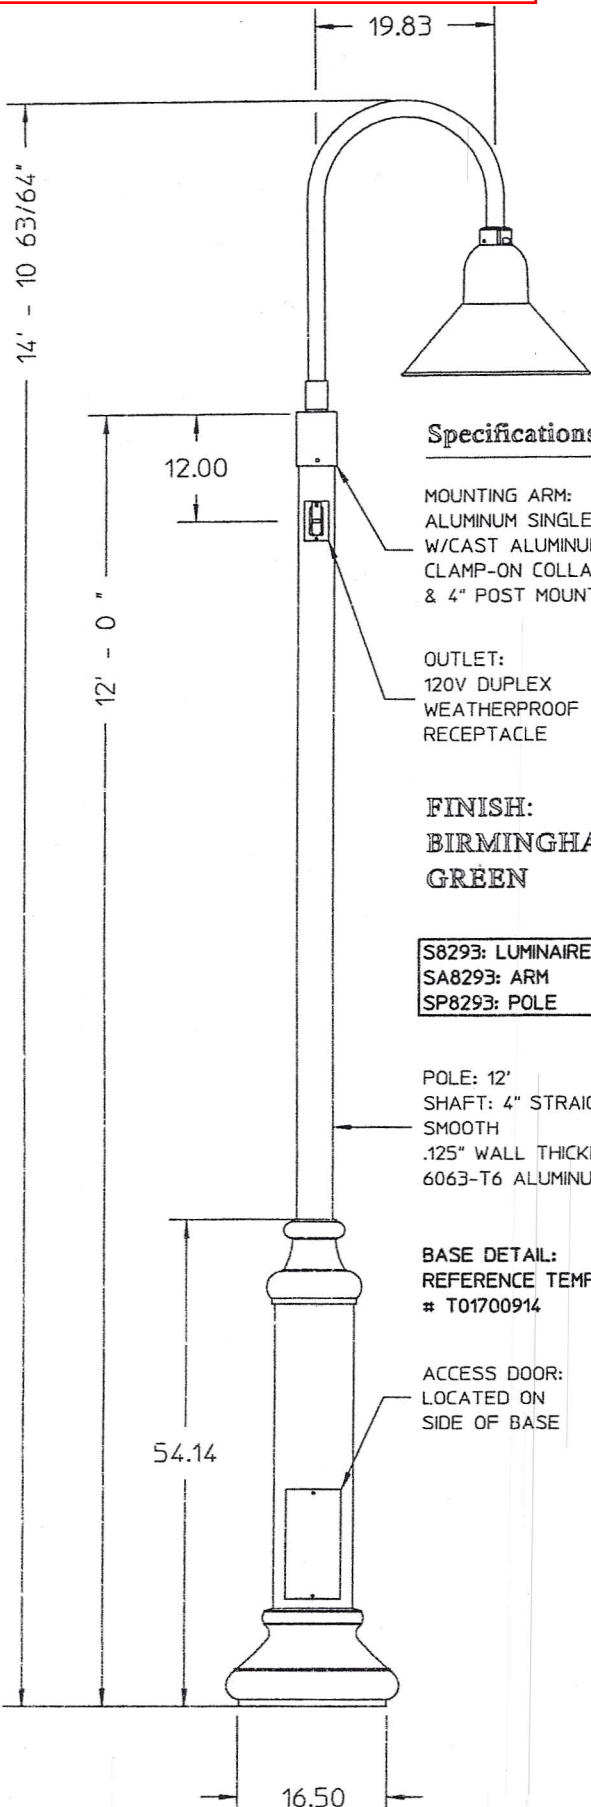 19.83
14' - 10 63/64"
12.00
12' - 0 "
Specifications
MOUNTING ARM:
ALUMINUM SINGLE
W/CAST ALUMINU
CLAMP-ON COLLA
& 4" POST MOUNT
OUTLET:
120V DUPLEX
WEATHERPROOF
RECEPTACLE
FINISH:
BIRMINGHA
GREEN
S8293: LUMINAIRE
SA8293: ARM
SP8293: POLE
POLE: 12'
SHAFT: 4" STRAIG
SMOOTH
.125" WALL THICK
6063-T6 ALUMINU
BASE DETAIL:
REFERENCE TEMP
# T01700914
ACCESS DOOR:
LOCATED ON
SIDE OF BASE
54.14
16.50